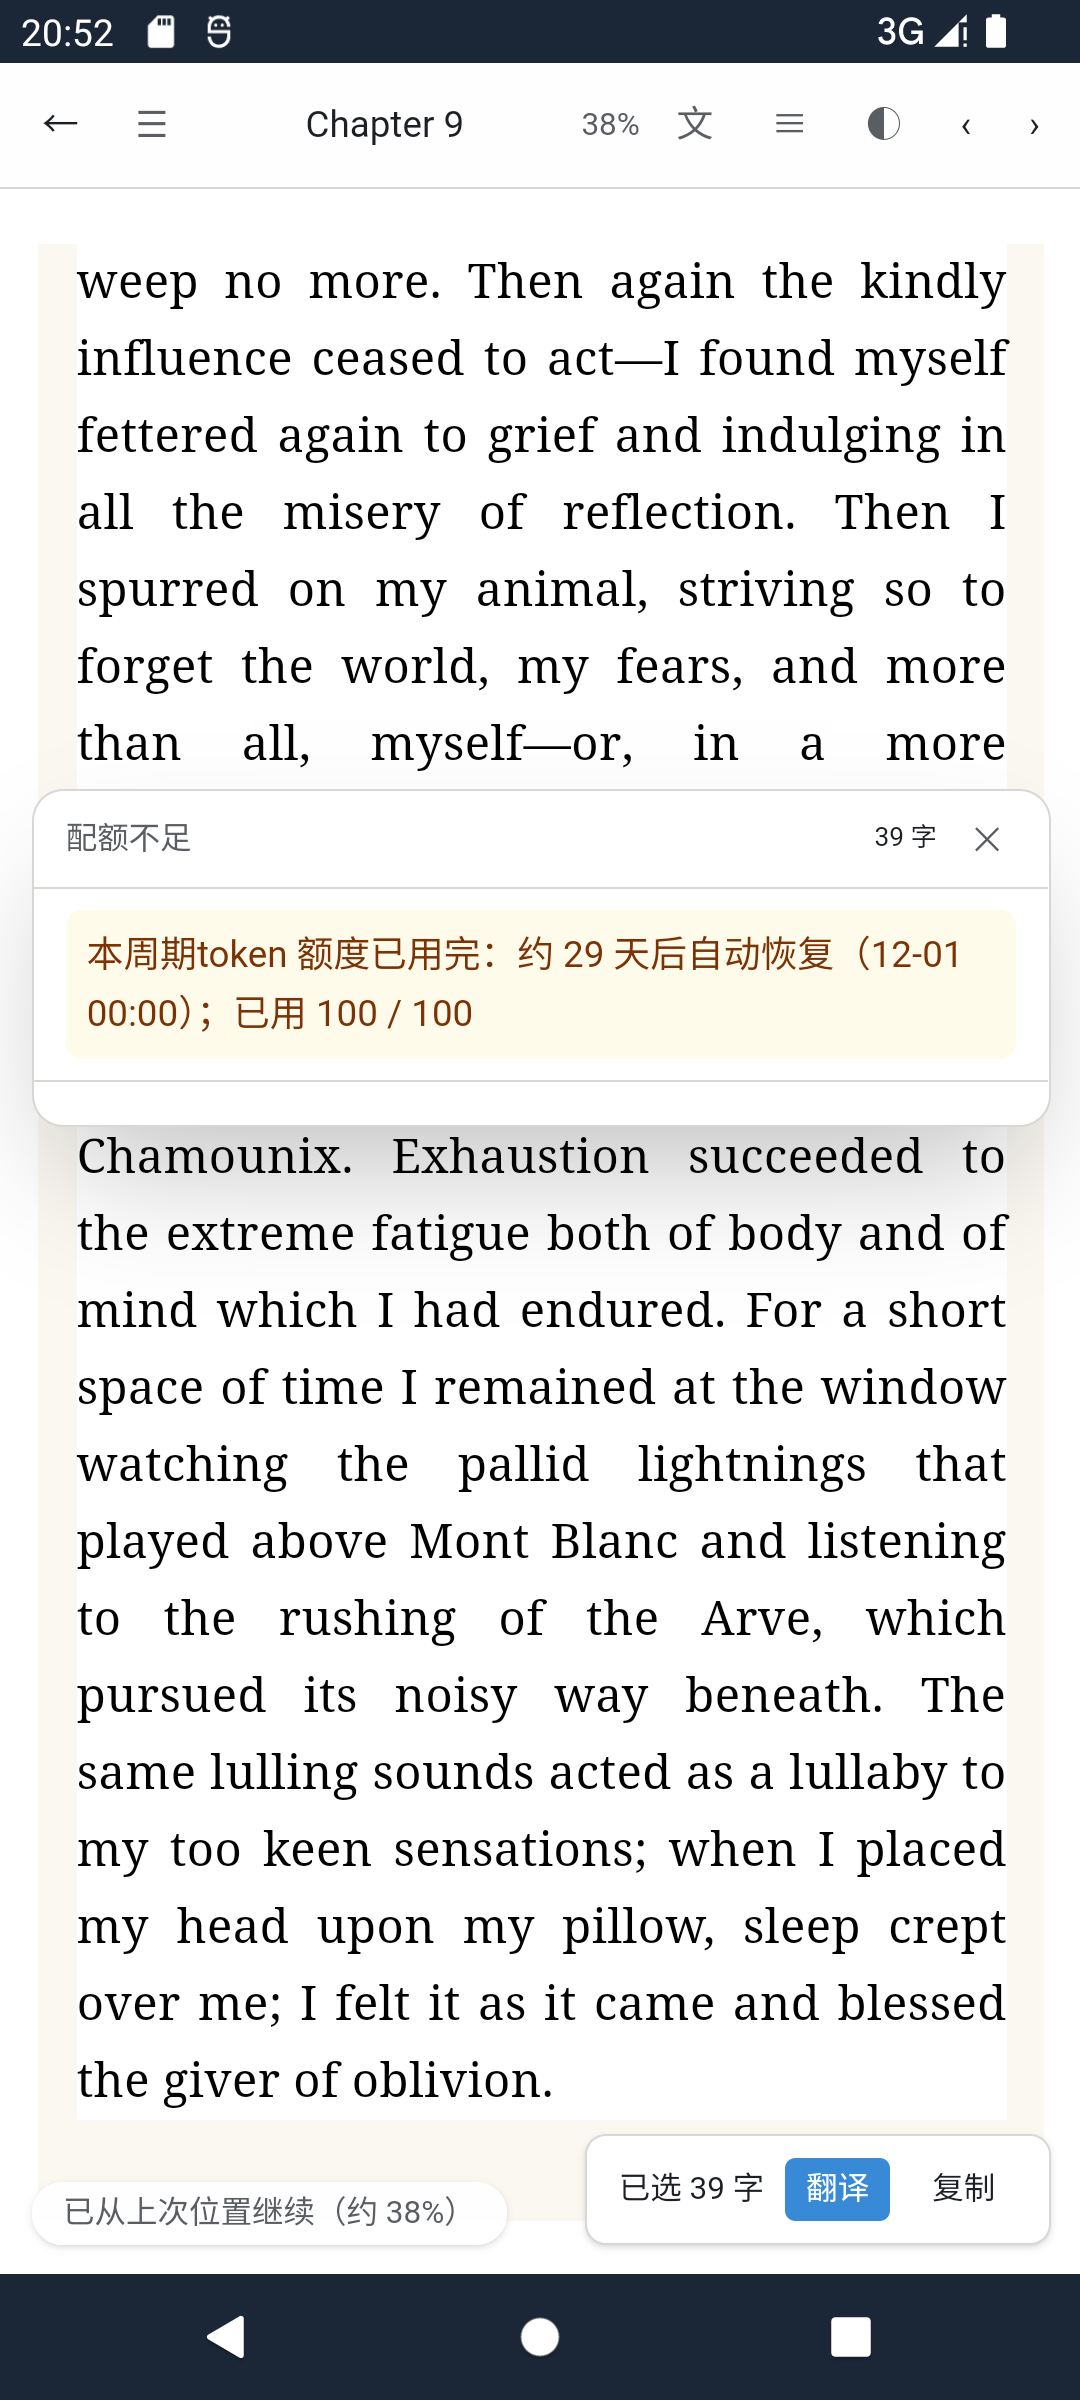 20:52
3G
Chapter 9
38%
文
weep no more. Then again the kindly
influence ceased to act—I found myself
fettered again to grief and indulging in
all the misery of reflection. Then I
spurred on my animal, striving so to
forget the world, my fears, and more
than all, myself—or, in a more
配额不足
39 字
本周期token 额度已用完：约 29 天后自动恢复（12-01
00:00）；已用 100 / 100
Chamounix. Exhaustion succeeded to
the extreme fatigue both of body and of
mind which I had endured. For a short
space of time I remained at the window
watching the pallid lightnings that
played above Mont Blanc and listening
to the rushing of the Arve, which
pursued its noisy way beneath. The
same lulling sounds acted as a lullaby to
my too keen sensations; when I placed
my head upon my pillow, sleep crept
over me; I felt it as it came and blessed
the giver of oblivion.
已选 39 字
翻译
复制
已从上次位置继续（约 38%）